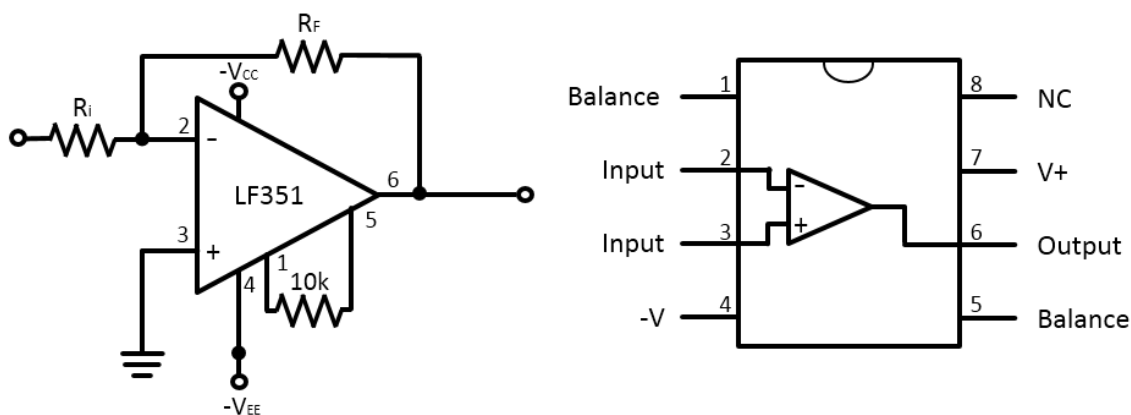 RF
-VCC
Ri
2
-
LF351
6
5
3
+
1
10k
4
-VEE
1
Balance
8
NC
2
Input
7
V+
-
+
3
Input
6
Output
4
-V
5
Balance